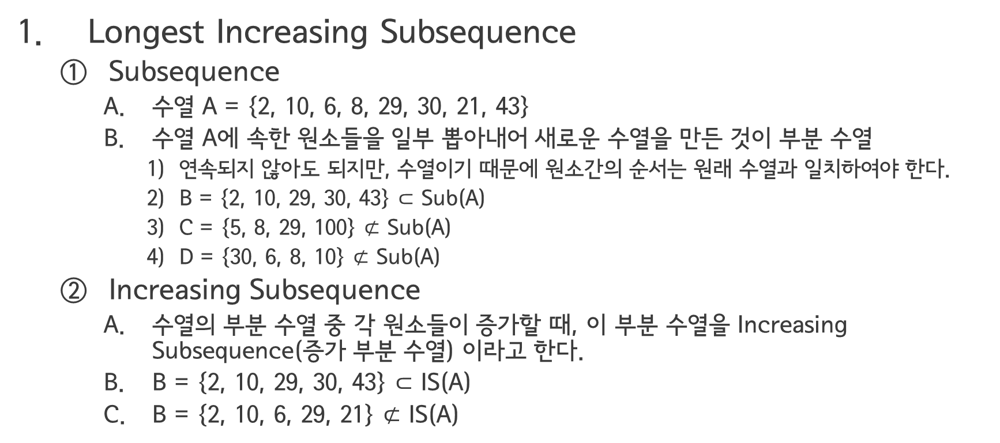 1. Longest Increasing Subsequence
① Subsequence
A. 수열 A = {2, 10, 6, 8, 29, 30, 21, 43}
B. 수열 A에 속한 원소들을 일부 뽑아내어 새로운 수열을 만든 것이 부분 수열
1) 연속되지 않아도 되지만, 수열이기 때문에 원소간의 순서는 원래 수열과 일치하여야 한다.
2) B = {2, 10, 29, 30, 43} ⊂ Sub(A)
3) C = {5, 8, 29, 100} ⊄ Sub(A)
4) D = {30, 6, 8, 10} ⊄ Sub(A)
② Increasing Subsequence
A. 수열의 부분 수열 중 각 원소들이 증가할 때, 이 부분 수열을 Increasing
Subsequence(증가 부분 수열) 이라고 한다.
B. B = {2, 10, 29, 30, 43} ⊂ IS(A)
C. B = {2, 10, 6, 29, 21} ⊄ IS(A)